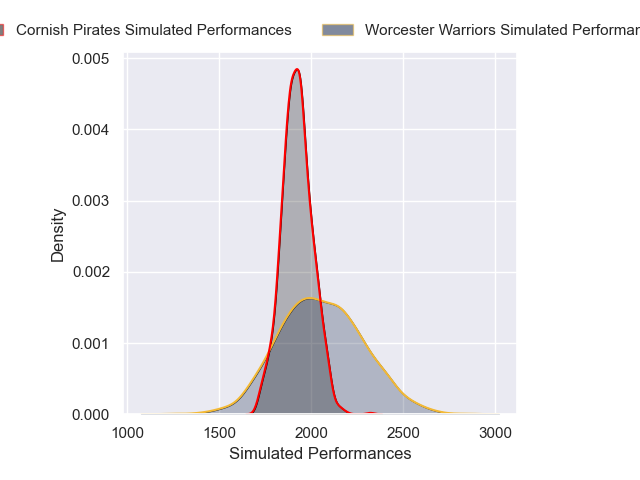 Cornish Pirates Simulated Performances
Worcester Warriors Simulated
0.005
0.004
0.003
0.002
0.001
0.000
Density
1000 1500 2000 2500 3000
Simulated Performances